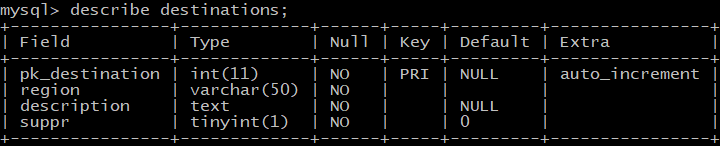 mysql> describe destinations;
+----------------+-------------+------+-----+---------+----------------+
| Field          | Type        | Null | Key | Default | Extra          |
+----------------+-------------+------+-----+---------+----------------+
| pk_destination | int(11)     | NO   | PRI | NULL    | auto_increment |
| region         | varchar(50) | NO   |     |         |                |
| description    | text        | NO   |     | NULL    |                |
| suppr          | tinyint(1)  | NO   |     | 0       |                |
+----------------+-------------+------+-----+---------+----------------+